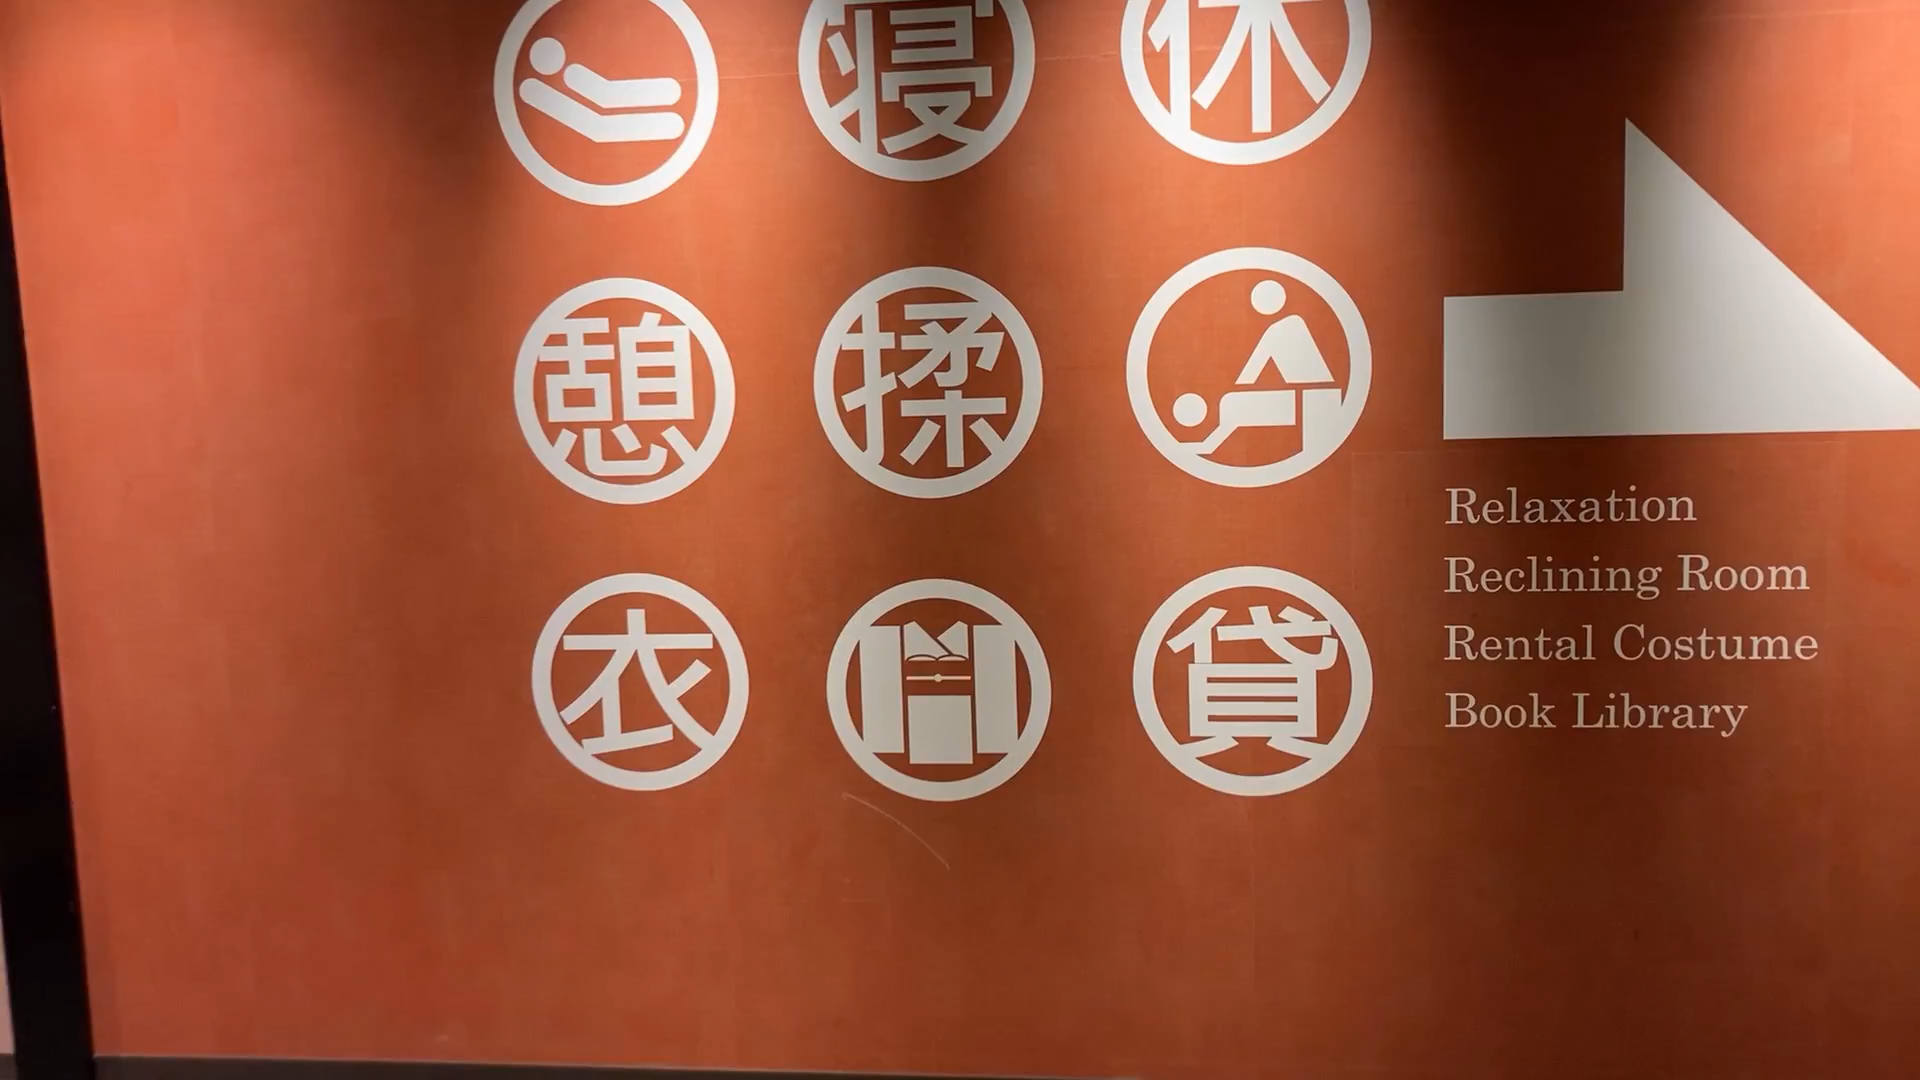 寝 休
憩 揉
衣 貸
Relaxation
Reclining Room
Rental Costume
Book Library